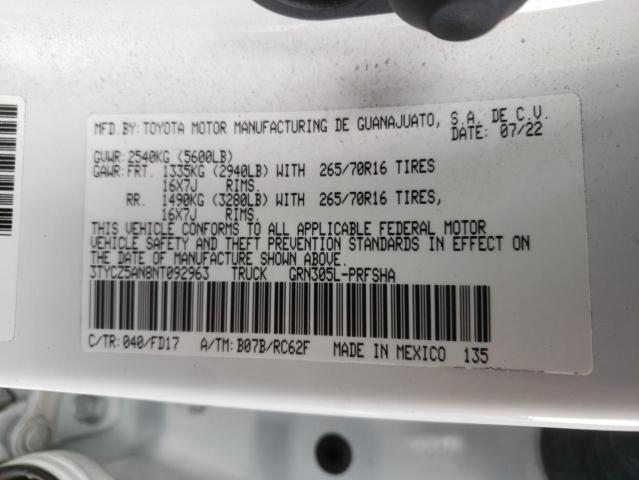 MFD.BY:TOYOTA MOTOR MANUFACTURING DE GUANAJUATO, S.A. DE C.V.
DATE: 07/22
GVWR:2540KG (5600LB)
GAWR:FRT. 1335KG (2940LB) WITH 265/70R16 TIRES
16X7J RIMS.
RR. 1490KG (3280LB) WITH 265/70R16 TIRES,
16X7J RIMS.
THIS VEHICLE CONFORMS TO ALL APPLICABLE FEDERAL MOTOR
VEHICLE SAFETY AND THEFT PREVENTION STANDARDS IN EFFECT ON
THE DATE OF MANUFACTURE SHOWN ABOVE.
3TYCZ5AN8NT092963 TRUCK GRN305L-PRFSHA
C/TR:040/FD17 A/TM:B07B/RC62F MADE IN MEXICO 135